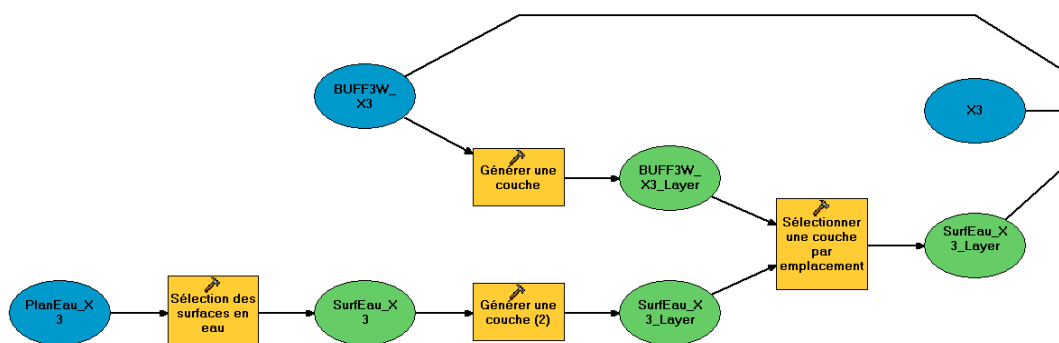 BUFF3W_
X3
X3
Générer une
couche
BUFF3W_
X3_Layer
Sélectionner
une couche
par
emplacement
SurfEau_X
3_Layer
PlanEau_X
3
Sélection des
surfaces en
eau
SurfEau_X
3
Générer une
couche (2)
SurfEau_X
3_Layer